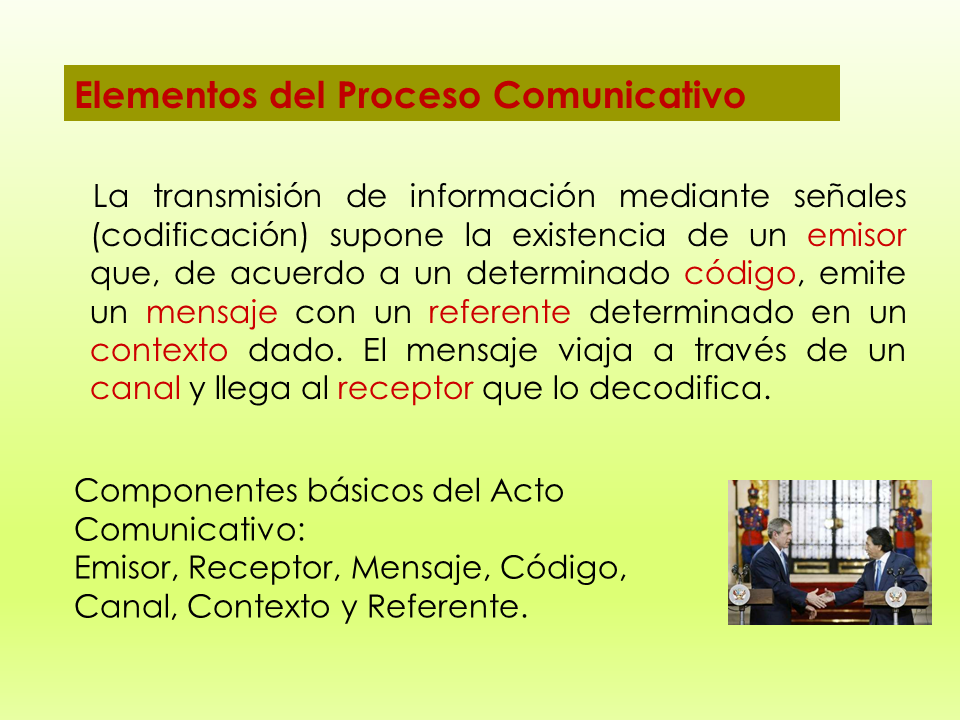 Elementos del Proceso Comunicativo
La transmisión de información mediante señales
(codificación) supone la existencia de un emisor
que, de acuerdo a un determinado código, emite
un mensaje con un referente determinado en un
contexto dado. El mensaje viaja a través de un
canal y llega al receptor que lo decodifica.
Componentes básicos del Acto
Comunicativo:
Emisor, Receptor, Mensaje, Código,
Canal, Contexto y Referente.